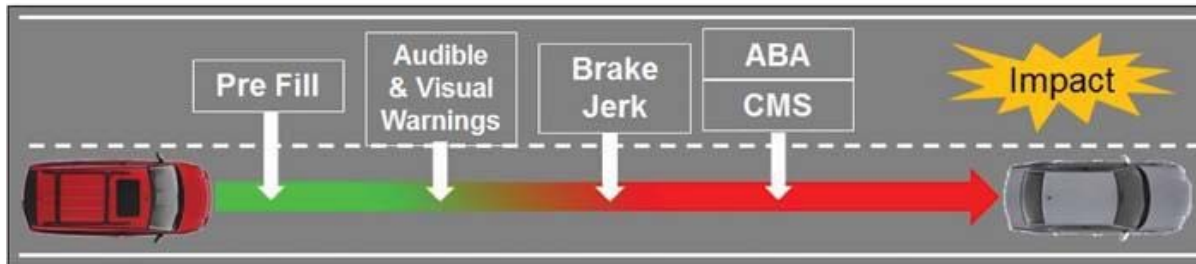 Pre Fill
Audible
& Visual
Warnings
Brake
Jerk
ABA
CMS
Impact